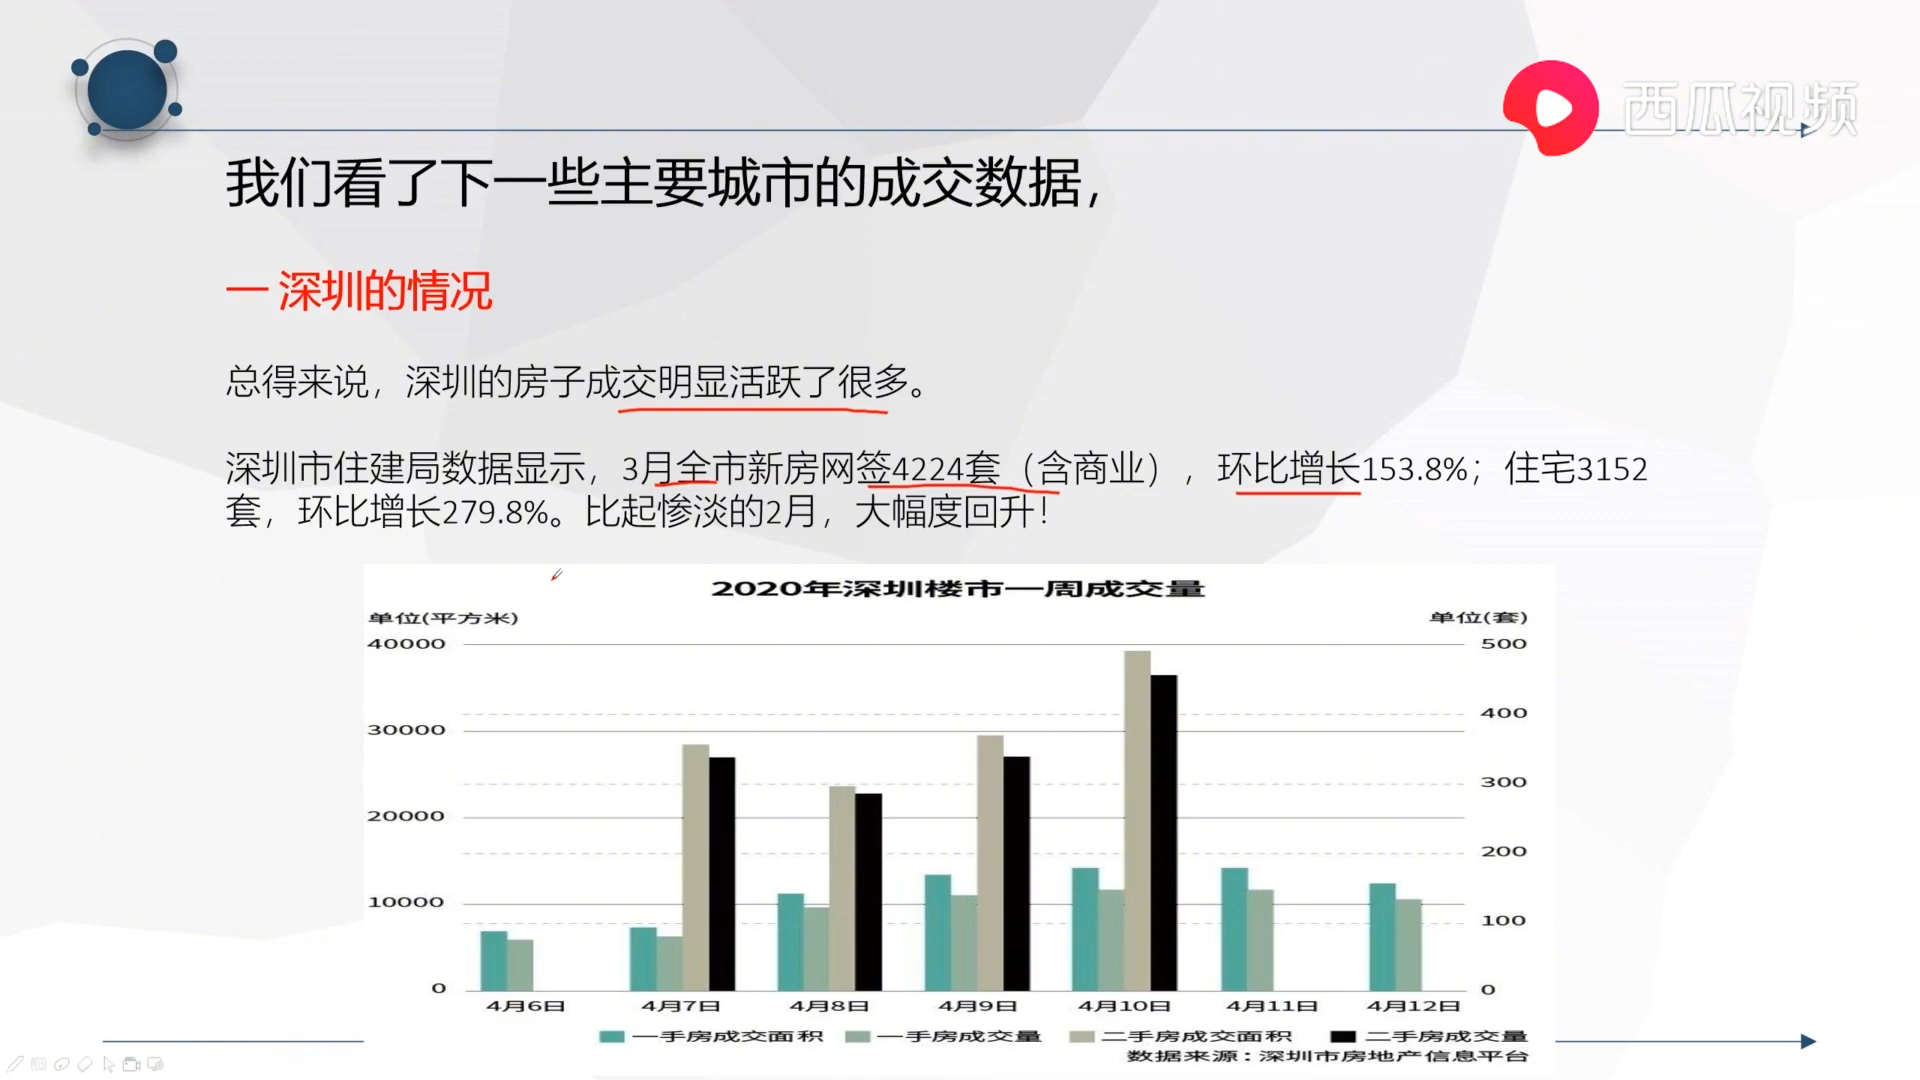 西瓜视频
我们看了下一些主要城市的成交数据，
一 深圳的情况
总得来说，深圳的房子成交明显活跃了很多。
深圳市住建局数据显示，3月全市新房网签4224套（含商业），环比增长153.8%；住宅3152
套，环比增长279.8%。比起惨淡的2月，大幅度回升！
2020年深圳楼市一周成交量
单位(平方米)
单位(套)
40000
30000
20000
10000
0
500
400
300
200
100
0
4月6日 4月7日 4月8日 4月9日 4月10日 4月11日 4月12日
一手房成交面积 一手房成交量 二手房成交面积 二手房成交量
数据来源：深圳市房地产信息平台